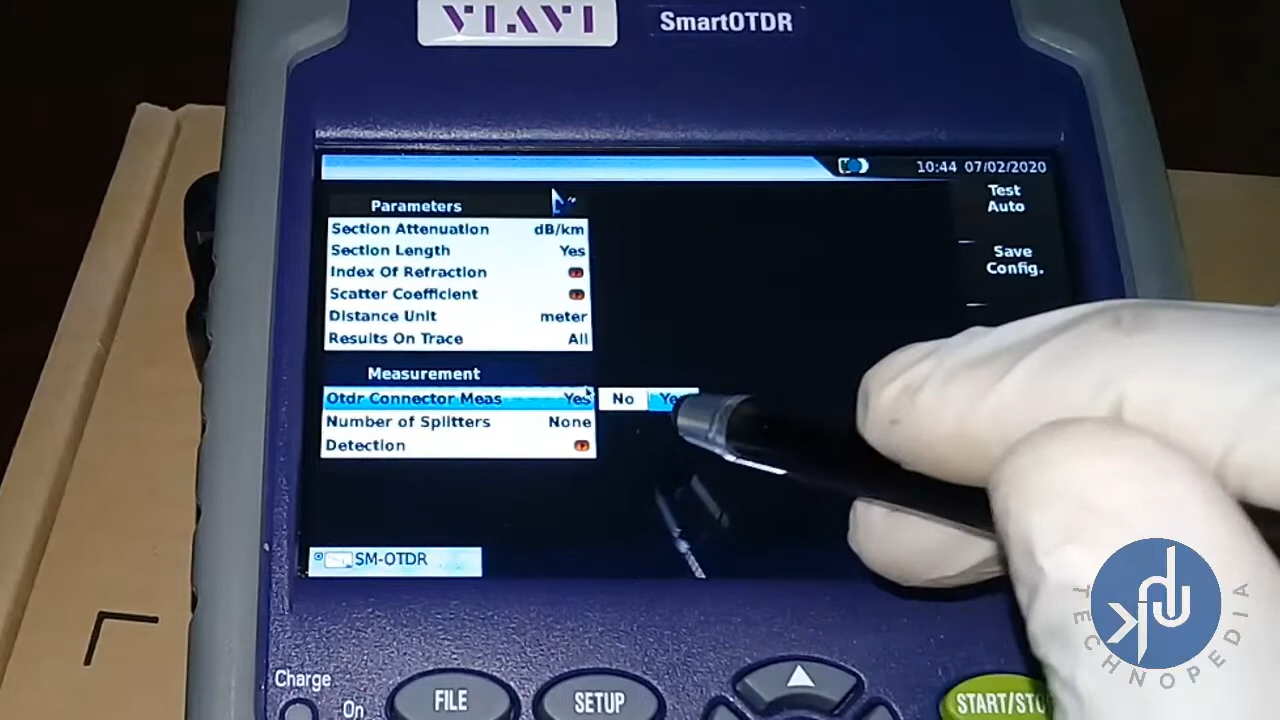 VIAVI SmartOTDR
10:44 07/02/2020
Test
Auto
Save
Config.
Parameters
Section Attenuation dB/km
Section Length Yes
Index Of Refraction
Scatter Coefficient
Distance Unit meter
Results On Trace All
Measurement
Otdr Connector Meas Yes No
Number of Splitters None
Detection
SM-OTDR
Charge
On
FILE
SETUP
TECHNOPEDIA